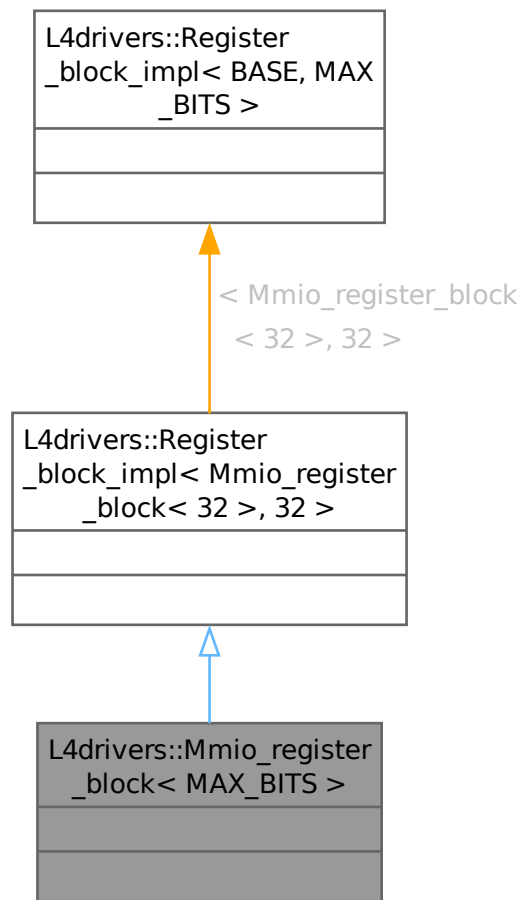 L4drivers::Register
_block_impl< BASE, MAX
_BITS >
< Mmio_register_block
< 32 >, 32 >
L4drivers::Register
_block_impl< Mmio_register
_block< 32 >, 32 >
L4drivers::Mmio_register
_block< MAX_BITS >